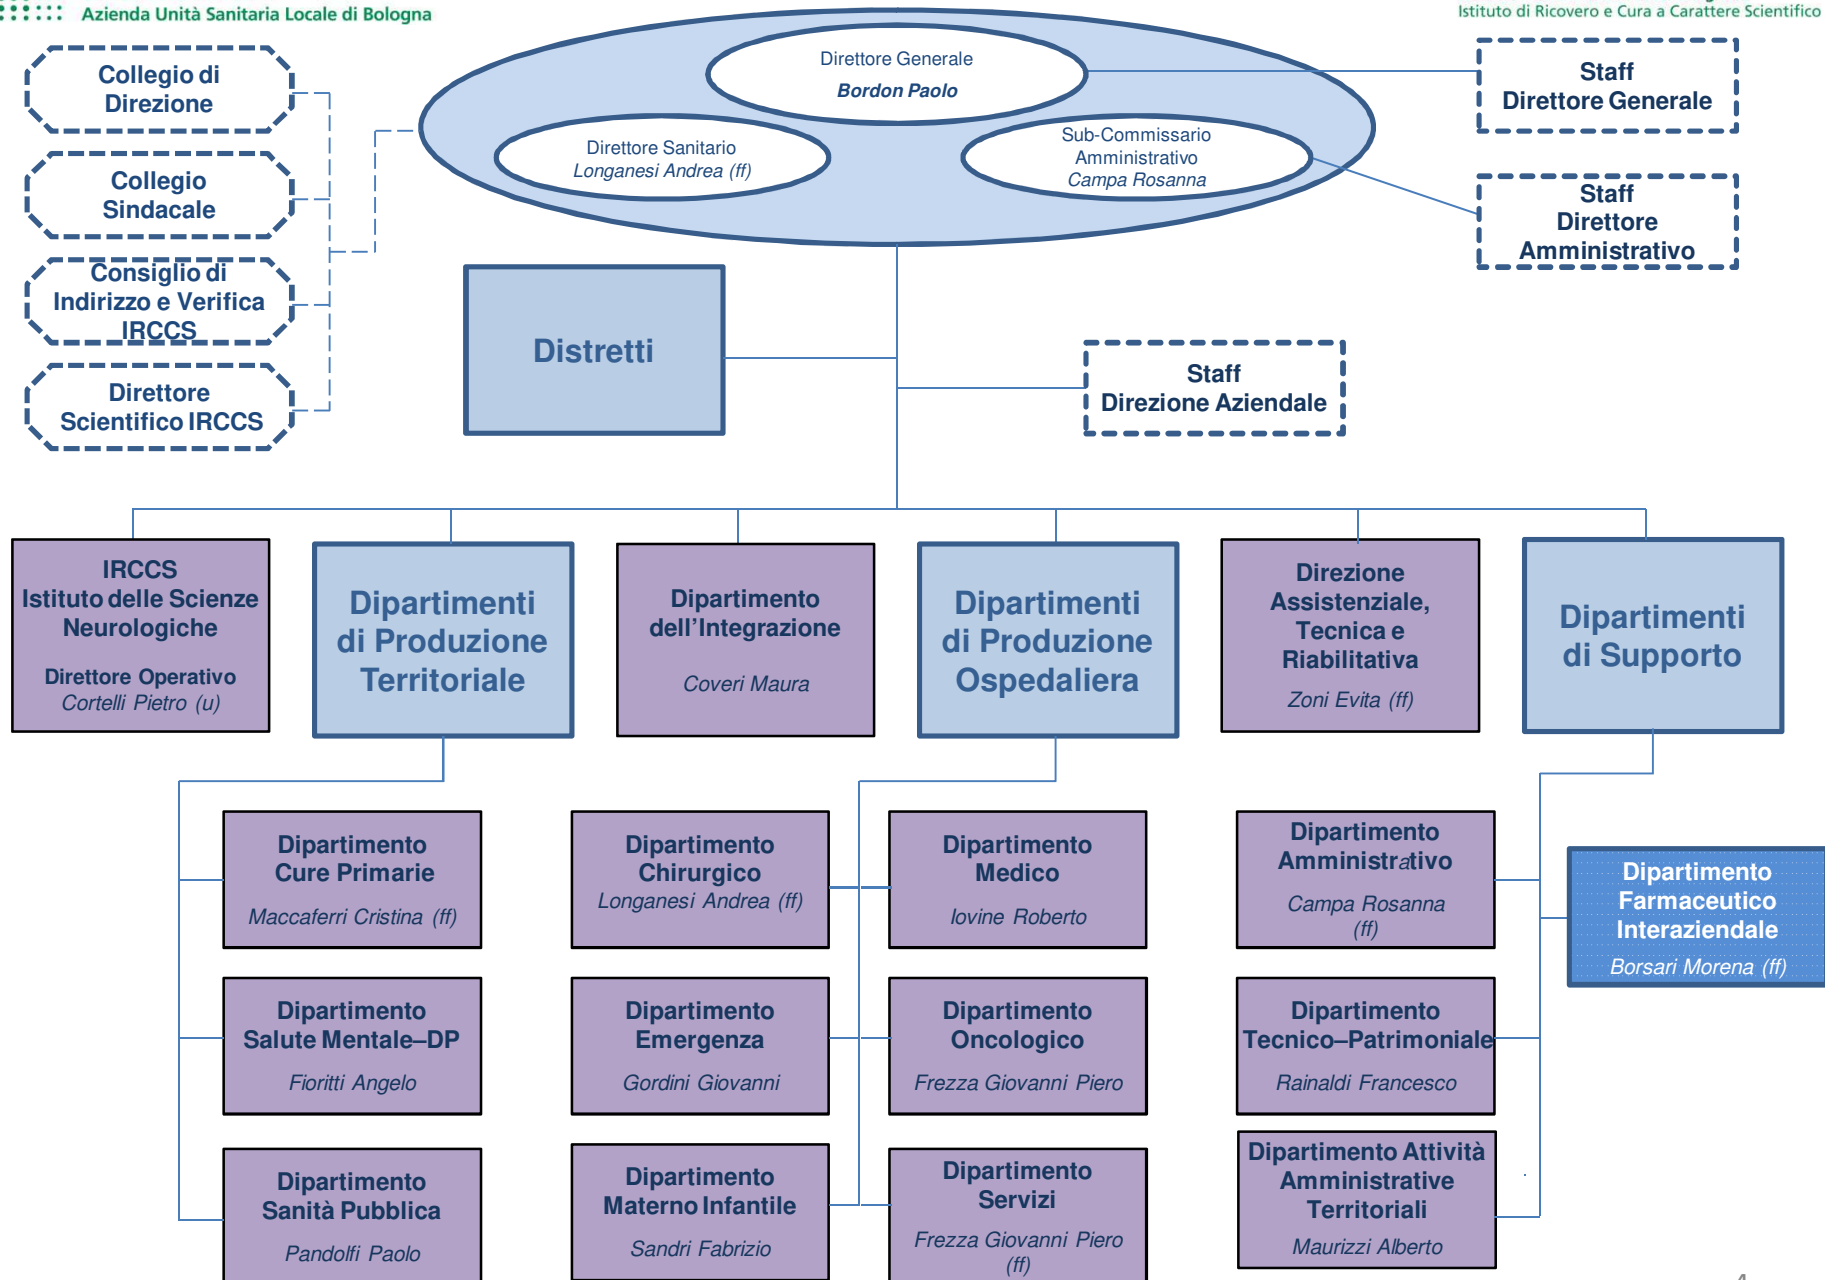 Azienda Unità Sanitaria Locale di Bologna
Istituto di Ricovero e Cura a Carattere Scientifico
Collegio di
Direzione
Collegio
Sindacale
Consiglio di
Indirizzo e Verifica
IRCCS
Direttore
Scientifico IRCCS
Direttore Generale
Bordon Paolo
Direttore Sanitario
Longanesi Andrea (ff)
Sub-Commissario
Amministrativo
Campa Rosanna
Staff
Direttore Generale
Staff
Direttore
Amministrativo
Distretti
Staff
Direzione Aziendale
IRCCS
Istituto delle Scienze
Neurologiche
Direttore Operativo
Cortelli Pietro (u)
Dipartimenti
di Produzione
Territoriale
Dipartimento
dell'Integrazione
Coveri Maura
Dipartimenti
di Produzione
Ospedaliera
Direzione
Assistenziale,
Tecnica e
Riabilitativa
Zoni Evita (ff)
Dipartimenti
di Supporto
Dipartimento
Cure Primarie
Maccaferri Cristina (ff)
Dipartimento
Salute Mentale–DP
Fioritti Angelo
Dipartimento
Sanità Pubblica
Pandolfi Paolo
Dipartimento
Chirurgico
Longanesi Andrea (ff)
Dipartimento
Emergenza
Gordini Giovanni
Dipartimento
Materno Infantile
Sandri Fabrizio
Dipartimento
Medico
Iovine Roberto
Dipartimento
Oncologico
Frezza Giovanni Piero
Dipartimento
Servizi
Frezza Giovanni Piero
(ff)
Dipartimento
Amministrativo
Campa Rosanna
(ff)
Dipartimento
Tecnico–Patrimoniale
Rainaldi Francesco
Dipartimento Attività
Amministrative
Territoriali
Maurizzi Alberto
Dipartimento
Farmaceutico
Interaziendale
Borsari Morena (ff)